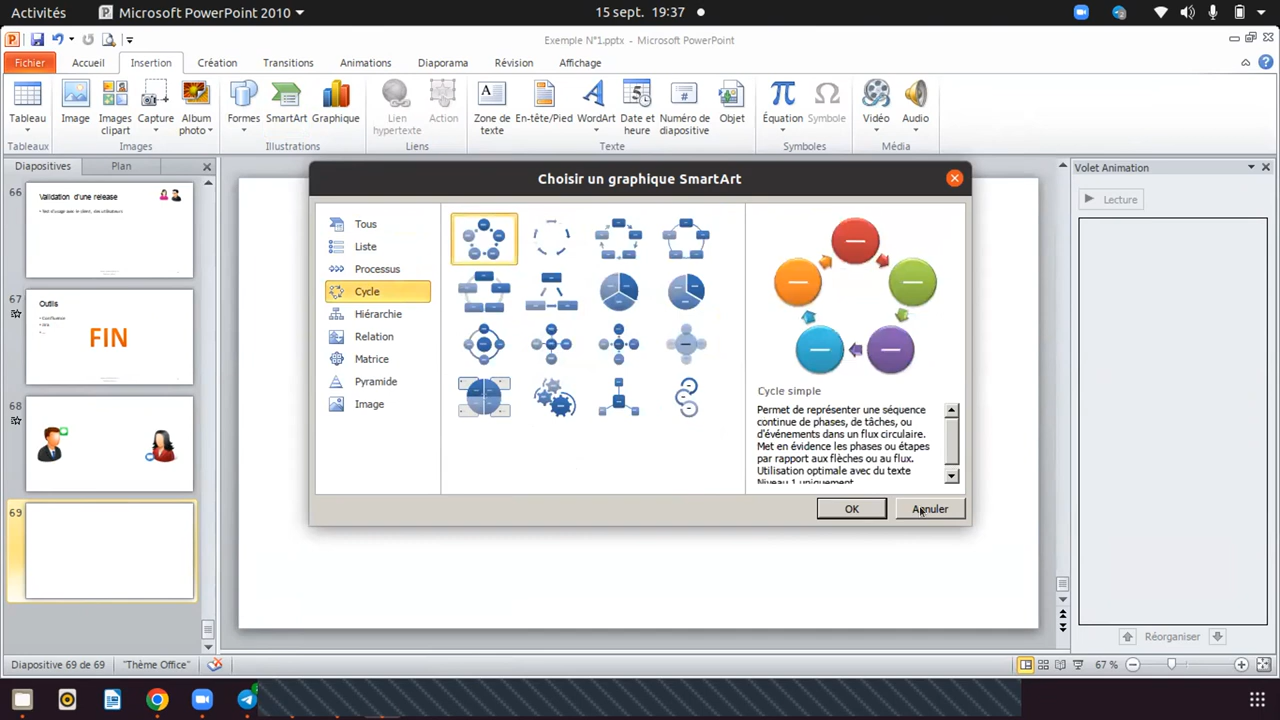 Activités
Microsoft PowerPoint 2010
15 sept. 19:37
Exemple N°1.pptx - Microsoft PowerPoint
Fichier
Accueil
Insertion
Création
Transitions
Animations
Diaporama
Révision
Affichage
Tableau
Image
Images clipart
Capture
Album photo
Formes
SmartArt
Graphique
Lien hypertexte
Action
Zone de texte
En-tête/Pied
WordArt
Date et heure
Numéro de diapositive
Objet
Équation
Symbole
Vidéo
Audio
Tableaux
Images
Illustrations
Liens
Texte
Symboles
Média
Diapositives
Plan
66
Validation d'une release
67
Outils
FIN
68
69
Choisir un graphique SmartArt
Tous
Liste
Processus
Cycle
Hiérarchie
Relation
Matrice
Pyramide
Image
Cycle simple
Permet de représenter une séquence
continue de phases, de tâches, ou
d'événements dans un flux circulaire.
Met en évidence les phases ou étapes
par rapport aux flèches ou au flux.
Utilisation optimale avec du texte
Niveau 1 uniquement.
OK
Annuler
Volet Animation
Lecture
Réorganiser
Diapositive 69 de 69
"Thème Office"
67 %